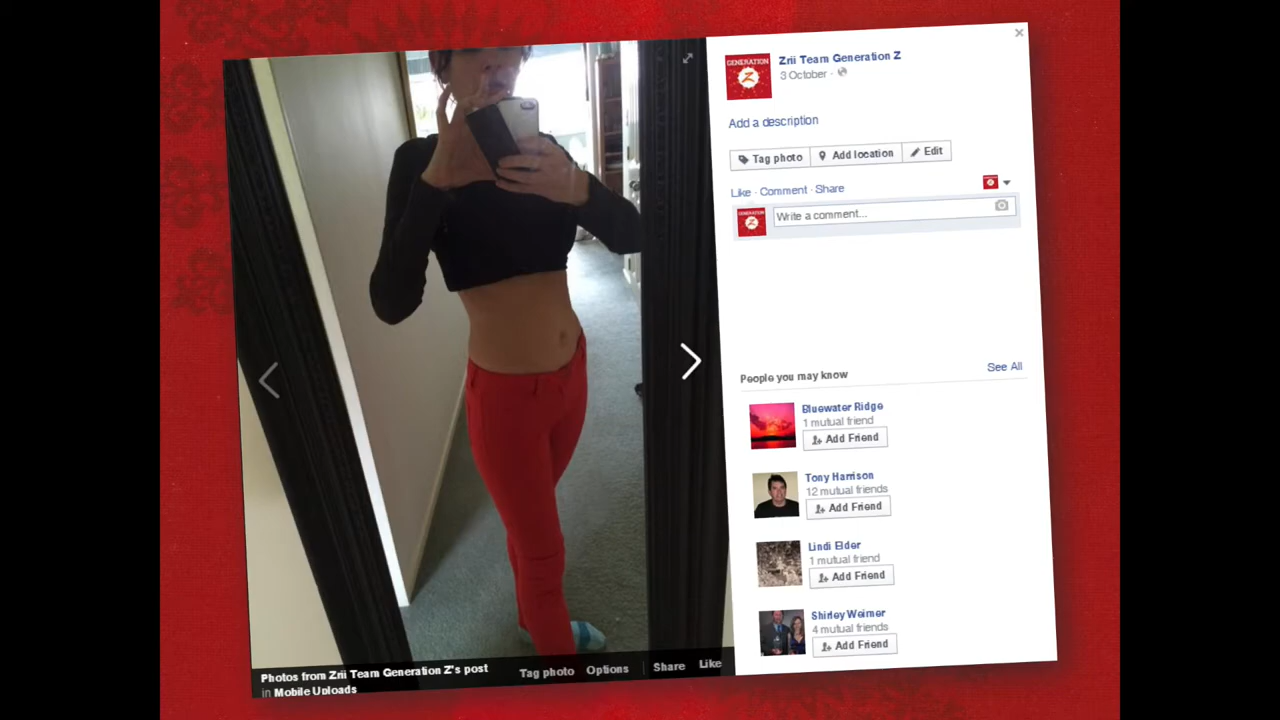 GENERATION
Z
Zrii Team Generation Z
3 October ·
Add a description
Tag photo
Add location
Edit
Like · Comment · Share
GENERATION
Z
Write a comment...
People you may know
See All
Bluewater Ridge
1 mutual friend
Add Friend
Tony Harrison
12 mutual friends
Add Friend
Lindi Elder
1 mutual friend
Add Friend
Shirley Weimer
4 mutual friends
Add Friend
Photos from Zrii Team Generation Z's post
in Mobile Uploads
Tag photo
Options
Share
Like